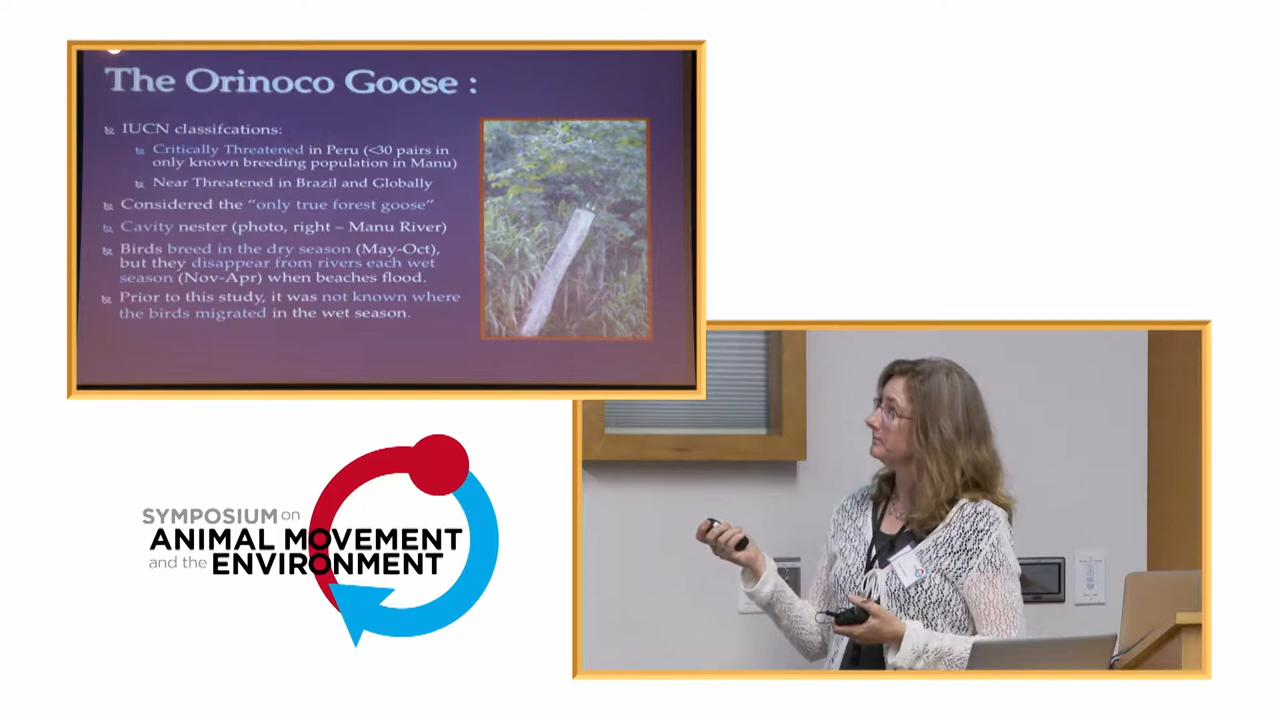 The Orinoco Goose :
IUCN classifcations:
Critically Threatened in Peru (<30 pairs in
only known breeding population in Manu)
Near Threatened in Brazil and Globally
Considered the "only true forest goose"
Cavity nester (photo, right – Manu River)
Birds breed in the dry season (May-Oct),
but they disappear from rivers each wet
season (Nov-Apr) when beaches flood.
Prior to this study, it was not known where
the birds migrated in the wet season.
SYMPOSIUM on
ANIMAL MOVEMENT
and the ENVIRONMENT